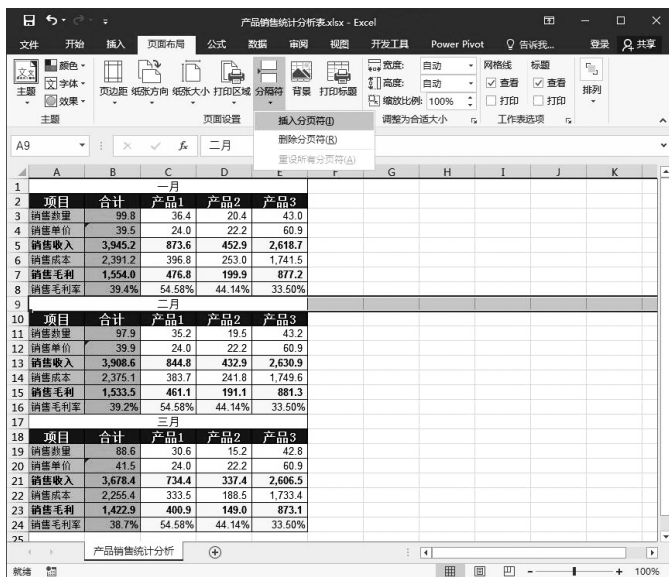 产品销售统计分析表.xlsx - Excel
文件 开始 插入 页面布局 公式 数据 审阅 视图 开发工具 Power Pivot 告诉我... 登录 共享
颜色 宽度: 自动 网格线 标题
文字体 高度: 自动 查看 查看
主题 效果 页边距 纸张方向 纸张大小 打印区域 分隔符 背景 打印标题 缩放比例: 100% 打印 打印 排列
主题 页面设置 调整为合适大小 工作表选项
插入分页符(I)
删除分页符(R)
重设所有分页符(A)
A9 fx 二月
A B C D E F G H I J K
1 一月
2 项目 合计 产品1 产品2 产品3
3 销售数量 99.8 36.4 20.4 43.0
4 销售单价 39.5 24.0 22.2 60.9
5 销售收入 3,945.2 873.6 452.9 2,618.7
6 销售成本 2,391.2 396.8 253.0 1,741.5
7 销售毛利 1,554.0 476.8 199.9 877.2
8 销售毛利率 39.4% 54.58% 44.14% 33.50%
9 二月
10 项目 合计 产品1 产品2 产品3
11 销售数量 97.9 35.2 19.5 43.2
12 销售单价 39.9 24.0 22.2 60.9
13 销售收入 3,908.6 844.8 432.9 2,630.9
14 销售成本 2,375.1 383.7 241.8 1,749.6
15 销售毛利 1,533.5 461.1 191.1 881.3
16 销售毛利率 39.2% 54.58% 44.14% 33.50%
17 三月
18 项目 合计 产品1 产品2 产品3
19 销售数量 88.6 30.6 15.2 42.8
20 销售单价 41.5 24.0 22.2 60.9
21 销售收入 3,678.4 734.4 337.4 2,606.5
22 销售成本 2,255.4 333.5 188.5 1,733.4
23 销售毛利 1,422.9 400.9 149.0 873.1
24 销售毛利率 38.7% 54.58% 44.14% 33.50%
25
产品销售统计分析
就绪 100%